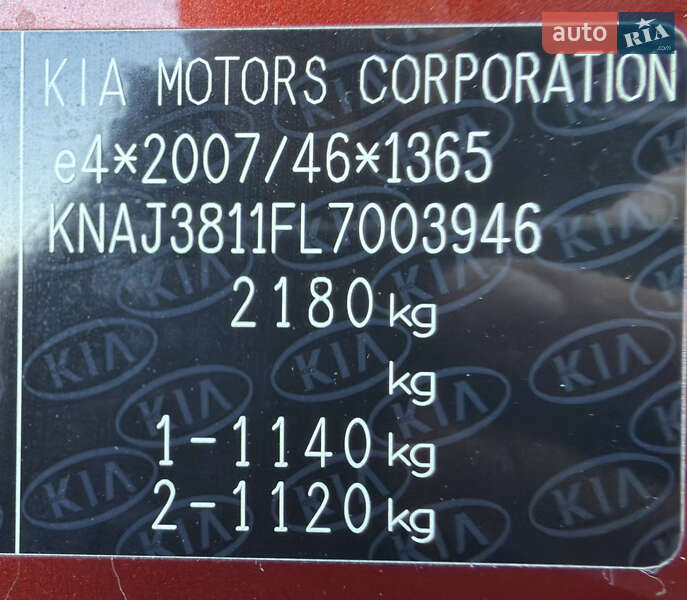 auto RIA.com
KIA MOTORS CORPORATION
e4*2007/46*1365
KNAJ3811FL7003946
2180 kg
kg
1-1140 kg
2-1120 kg